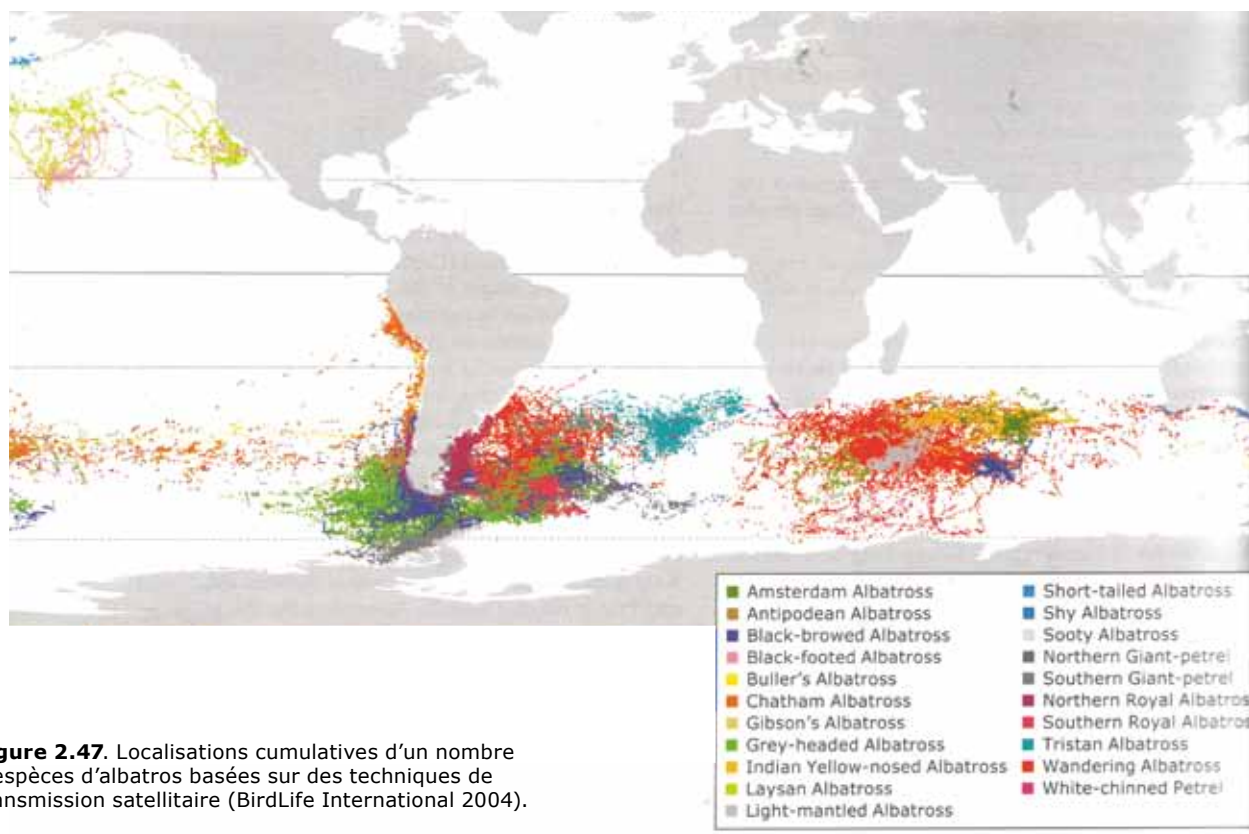 Amsterdam Albatross
Antipodean Albatross
Black-browed Albatross
Black-footed Albatross
Buller's Albatross
Chatham Albatross
Gibson's Albatross
Grey-headed Albatross
Indian Yellow-nosed Albatross
Laysan Albatross
Light-mantled Albatross
Short-tailed Albatross
Shy Albatross
Sooty Albatross
Northern Giant-petrel
Southern Giant-petrel
Northern Royal Albatros
Southern Royal Albatros
Tristan Albatross
Wandering Albatross
White-chinned Petrel
gure 2.47. Localisations cumulatives d'un nombre
espèces d'albatros basées sur des techniques de
ansmission satellitaire (BirdLife International 2004).